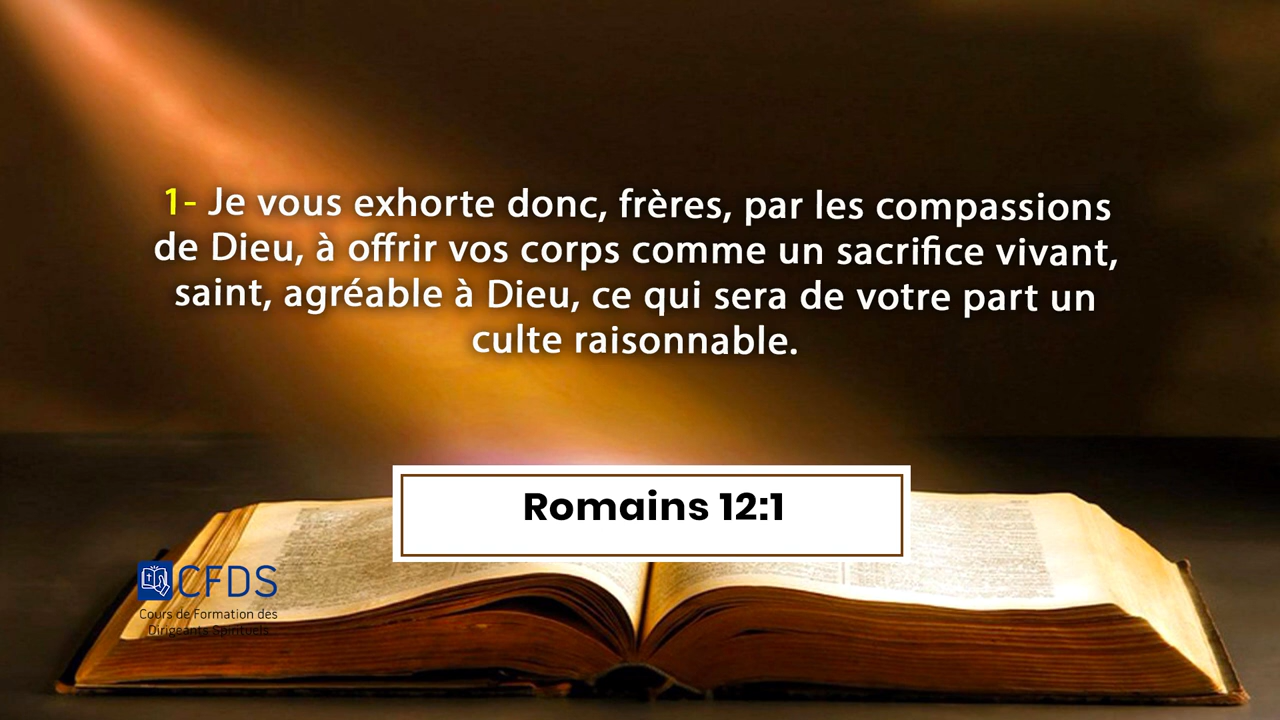 1- Je vous exhorte donc, frères, par les compassions
de Dieu, à offrir vos corps comme un sacrifice vivant,
saint, agréable à Dieu, ce qui sera de votre part un
culte raisonnable.
Romains 12:1
CFDS
Cours de Formation des
Dirigeants Spirituels